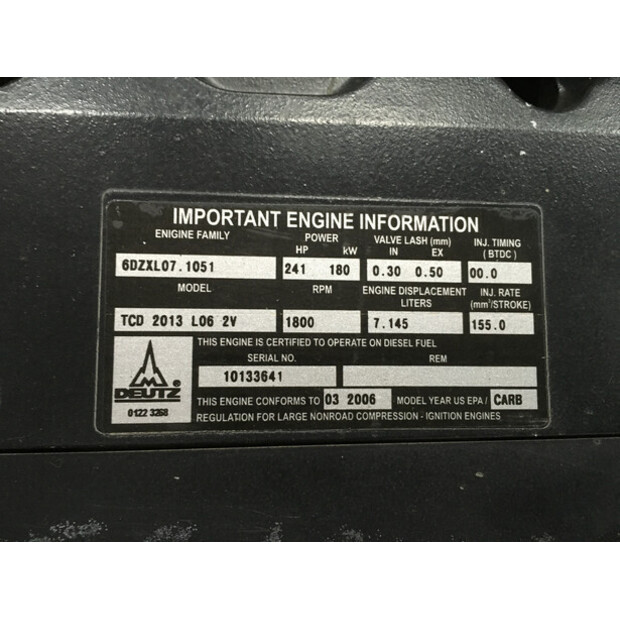 IMPORTANT ENGINE INFORMATION
ENIGINE FAMILY POWER VALVE LASH (mm) INJ. TIMING
HP kW IN EX ( BTDC )
6DZXL07.1051 241 180 0.30 0.50 00.0
MODEL RPM ENGINE DISPLACEMENT INJ. RATE
LITERS (mm³/STROKE)
TCD 2013 L06 2V 1800 7.145 155.0
THIS ENGINE IS CERTIFIED TO OPERATE ON DIESEL FUEL
SERIAL NO. REM
10133641
DEUTZ ®
0122 3268
THIS ENGINE CONFORMS TO 03 2006 MODEL YEAR US EPA / CARB
REGULATION FOR LARGE NONROAD COMPRESSION - IGNITION ENGINES